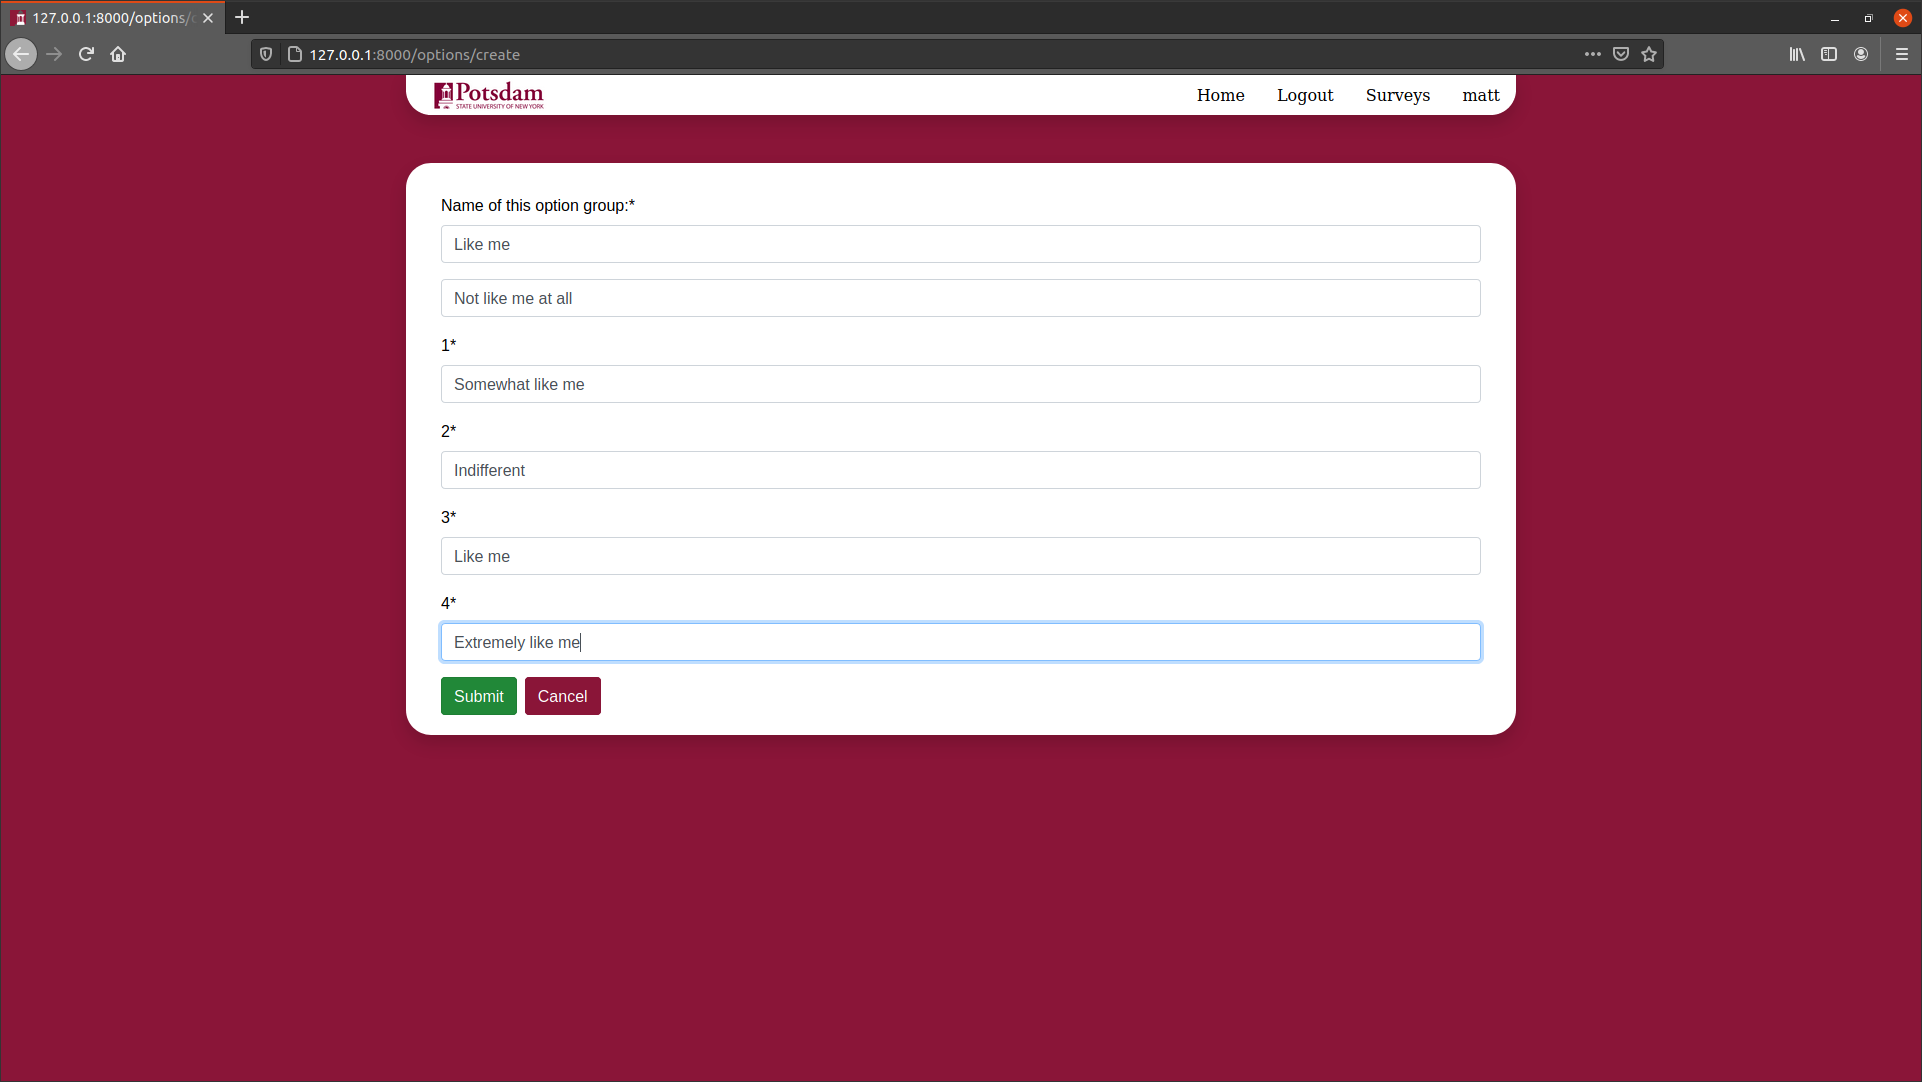 127.0.0.1:8000/options/
127.0.0.1:8000/options/create
Potsdam
STATE UNIVERSITY OF NEW YORK
Home Logout Surveys matt
Name of this option group:*
Like me
Not like me at all
1*
Somewhat like me
2*
Indifferent
3*
Like me
4*
Extremely like me
Submit Cancel